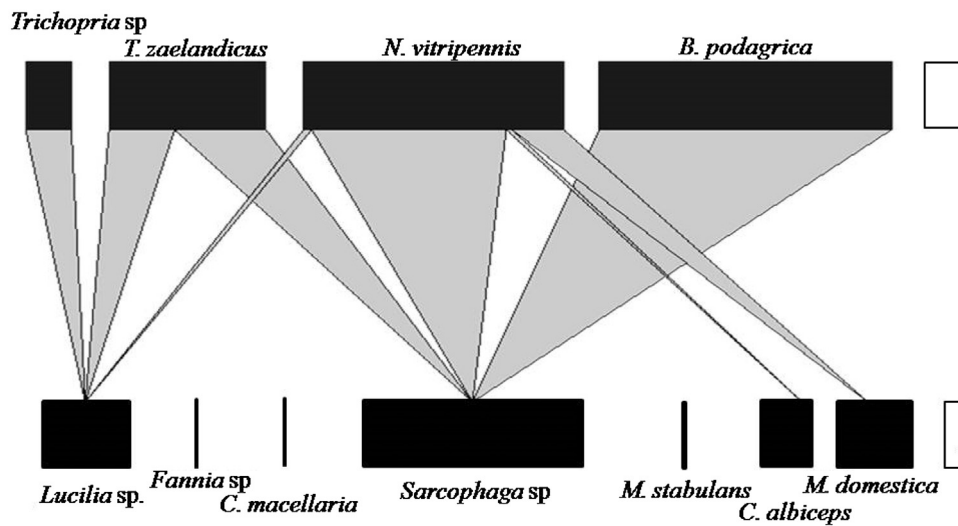 Trichopria sp
T. zaelandicus
N. vitripennis
B. podagrica
Lucilia sp.
Fannia sp
C. macellaria
Sarcophaga sp
M. stabulans
C. albiceps
M. domestica